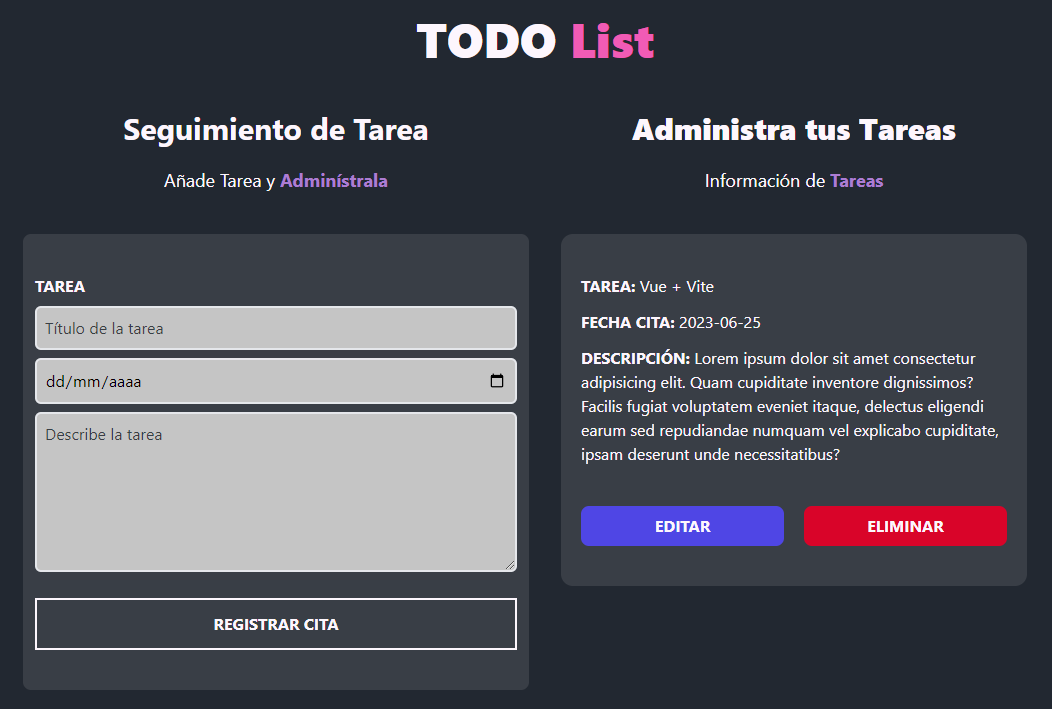 TODO List
Seguimiento de Tarea
Añade Tarea y Adminístrala
TAREA
Título de la tarea
dd/mm/aaaa
Describe la tarea
REGISTRAR CITA
Administra tus Tareas
Información de Tareas
TAREA: Vue + Vite
FECHA CITA: 2023-06-25
DESCRIPCIÓN: Lorem ipsum dolor sit amet consectetur
adipisicing elit. Quam cupiditate inventore dignissimos?
Facilis fugiat voluptatem eveniet itaque, delectus eligendi
earum sed repudiandae numquam vel explicabo cupiditate,
ipsam deserunt unde necessitatibus?
EDITAR
ELIMINAR